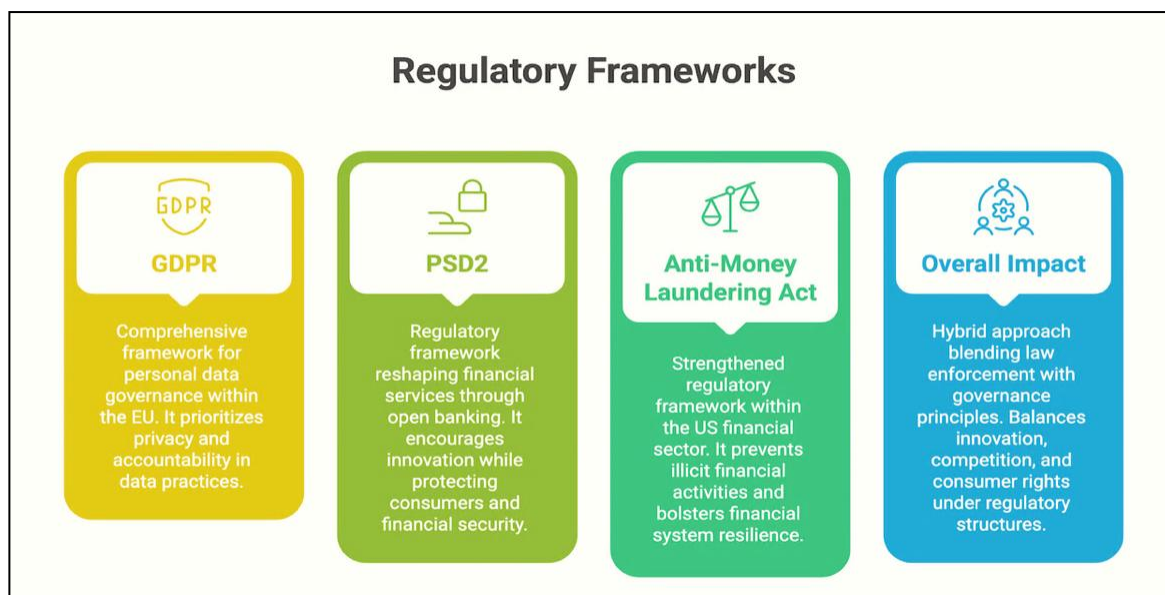 Regulatory Frameworks
GDPR
GDPR
Comprehensive
framework for
personal data
governance within
the EU. It prioritizes
privacy and
accountability in
data practices.
PSD2
Regulatory
framework
reshaping financial
services through
open banking. It
encourages
innovation while
protecting
consumers and
financial security.
Anti-Money
Laundering Act
Strengthened
regulatory
framework within
the US financial
sector. It prevents
illicit financial
activities and
bolsters financial
system resilience.
Overall Impact
Hybrid approach
blending law
enforcement with
governance
principles. Balances
innovation,
competition, and
consumer rights
under regulatory
structures.